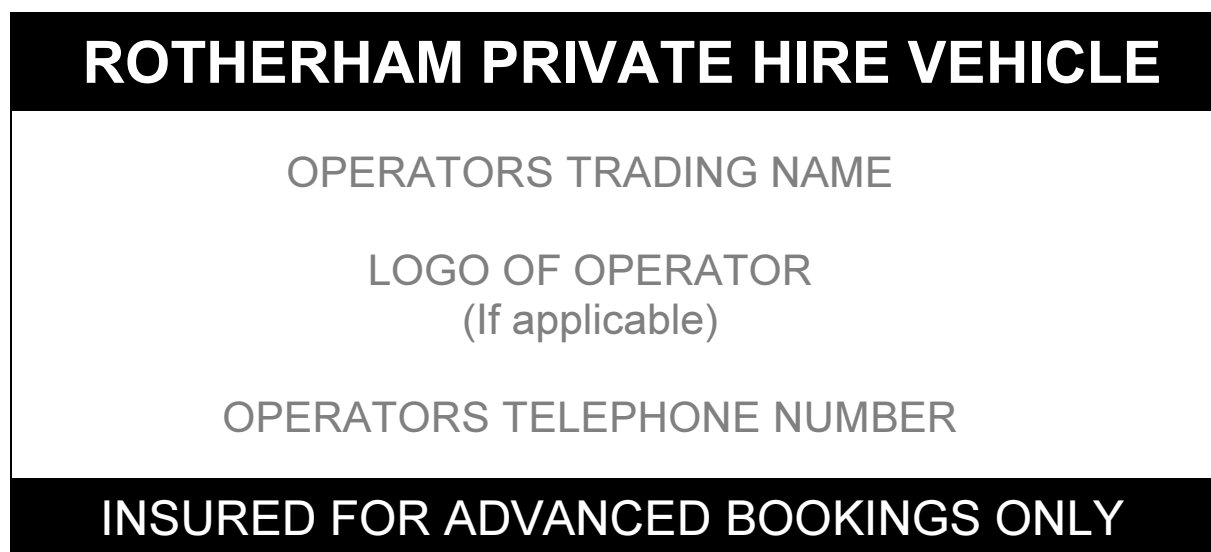 ROTHERHAM PRIVATE HIRE VEHICLE
OPERATORS TRADING NAME
LOGO OF OPERATOR
(If applicable)
OPERATORS TELEPHONE NUMBER
INSURED FOR ADVANCED BOOKINGS ONLY